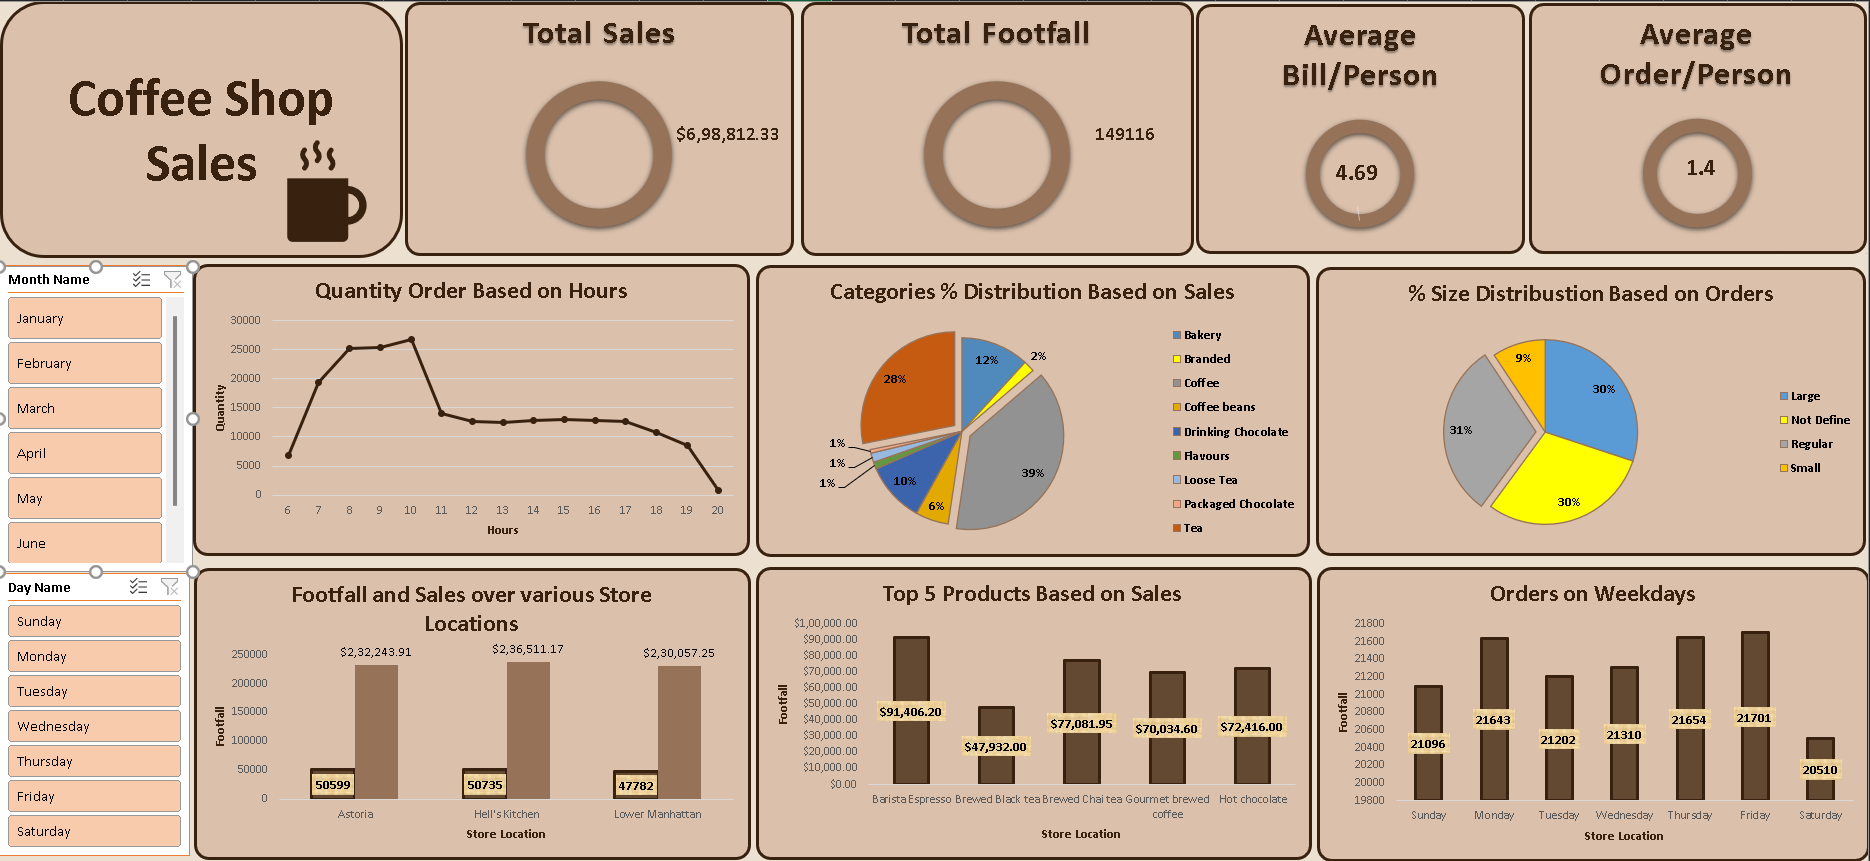 Coffee Shop
Sales
Total Sales
$6,98,812.33
Total Footfall
149116
Average
Bill/Person
4.69
Average
Order/Person
1.4
Month Name
January
February
March
April
May
June
Day Name
Sunday
Monday
Tuesday
Wednesday
Thursday
Friday
Saturday
Quantity Order Based on Hours
30000
25000
20000
15000
10000
5000
0
Quantity
6 7 8 9 10 11 12 13 14 15 16 17 18 19 20
Hours
Categories % Distribution Based on Sales
12%
2%
39%
6%
10%
1%
1%
1%
28%
Bakery
Branded
Coffee
Coffee beans
Drinking Chocolate
Flavours
Loose Tea
Packaged Chocolate
Tea
% Size Distribustion Based on Orders
30%
30%
31%
9%
Large
Not Define
Regular
Small
Footfall and Sales over various Store
Locations
250000
200000
150000
100000
50000
0
Footfall
$2,32,243.91
$2,36,511.17
$2,30,057.25
50599
50735
47782
Astoria Hell's Kitchen Lower Manhattan
Store Location
Top 5 Products Based on Sales
$1,00,000.00
$90,000.00
$80,000.00
$70,000.00
$60,000.00
$50,000.00
$40,000.00
$30,000.00
$20,000.00
$10,000.00
$0.00
Footfall
$91,406.20
$47,932.00
$77,081.95
$70,034.60
$72,416.00
Barista Espresso Brewed Black tea Brewed Chai tea Gourmet brewed coffee Hot chocolate
Store Location
Orders on Weekdays
21800
21600
21400
21200
21000
20800
20600
20400
20200
20000
19800
Footfall
21096
21643
21202
21310
21654
21701
20510
Sunday Monday Tuesday Wednesday Thursday Friday Saturday
Store Location